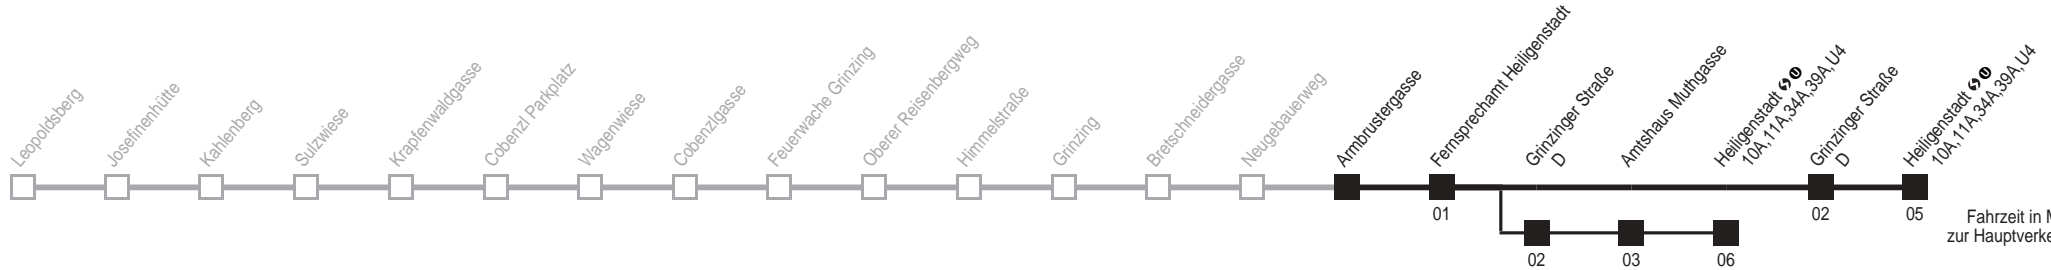 Leopoldsberg
Josefinenhütte
Kahlenberg
Sulzwiese
Krapfenwaldgasse
Cobenzl Parkplatz
Wagenwiese
Cobenzlgasse
Feuerwache Grinzing
Oberer Reisenbergweg
Himmelstraße
Grinzing
Bretschneidergasse
Neugebauerweg
Armbrustergasse
Fernsprechamt Heiligenstadt
Grinzinger Straße
D
Amtshaus Muthgasse
Heiligenstadt S U
10A,11A,34A,39A,U4
Grinzinger Straße
D
Heiligenstadt S U
10A,11A,34A,39A,U4
01
02
05
02
03
06
Fahrzeit in M
zur Hauptverke